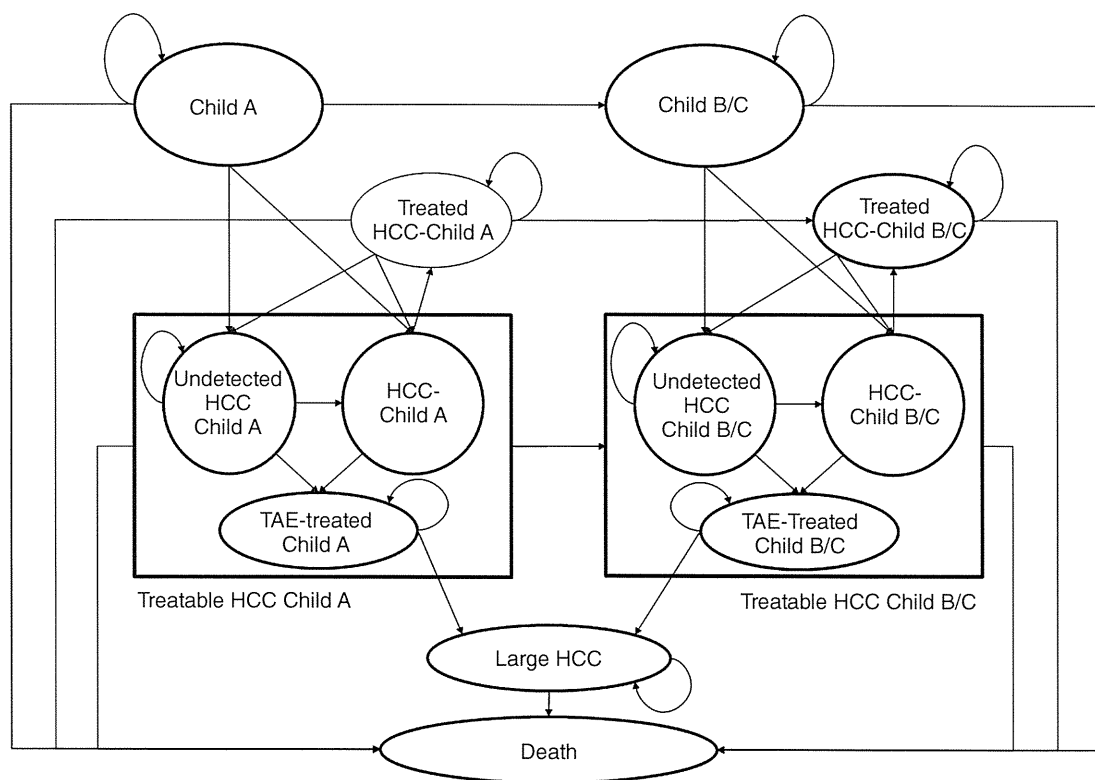 Child A
Child B/C
Treated
HCC-Child A
Treated
HCC-Child B/C
Undetected
HCC
Child A
HCC-
Child A
Undetected
HCC
Child B/C
HCC-
Child B/C
TAE-treated
Child A
TAE-Treated
Child B/C
Treatable HCC Child A
Treatable HCC Child B/C
Large HCC
Death